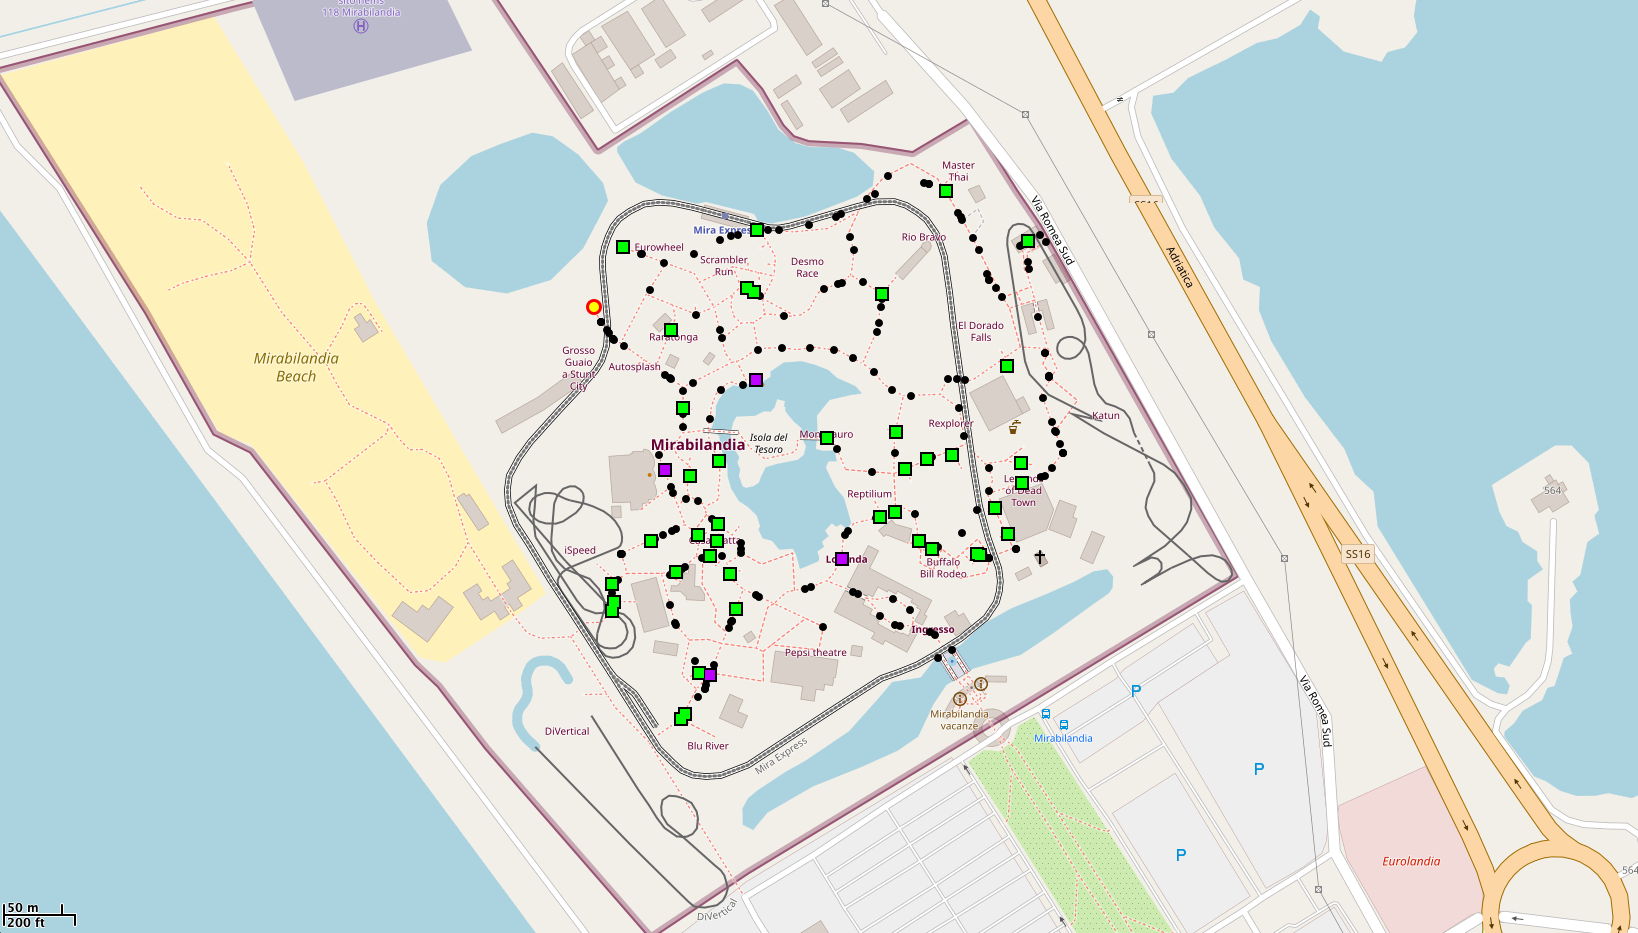 118 Mirabilandia
Master
Thai
Via Romea Sud
SS16
Adriatica
Mira Express
Eurowheel
Rio Bravo
Scrambler
Run
Desmo
Race
El Dorado
Falls
Raratonga
Mirabilandia
Beach
Grosso
Guaio
a Stunt
City
Autosplash
Katun
Rexplorer
Mirabilandia
Isola del
Tesoro
Reptilium
of Dead
Town
564
iSpeed
SS16
Buffalo
Bill Rodeo
Ingresso
Pepsi theatre
P
Via Romea Sud
Mirabilandia
vacanze
Mirabilandia
DiVertical
Blu River
Mira Express
P
P
Eurolandia
564
DiVertical
50 m
200 ft